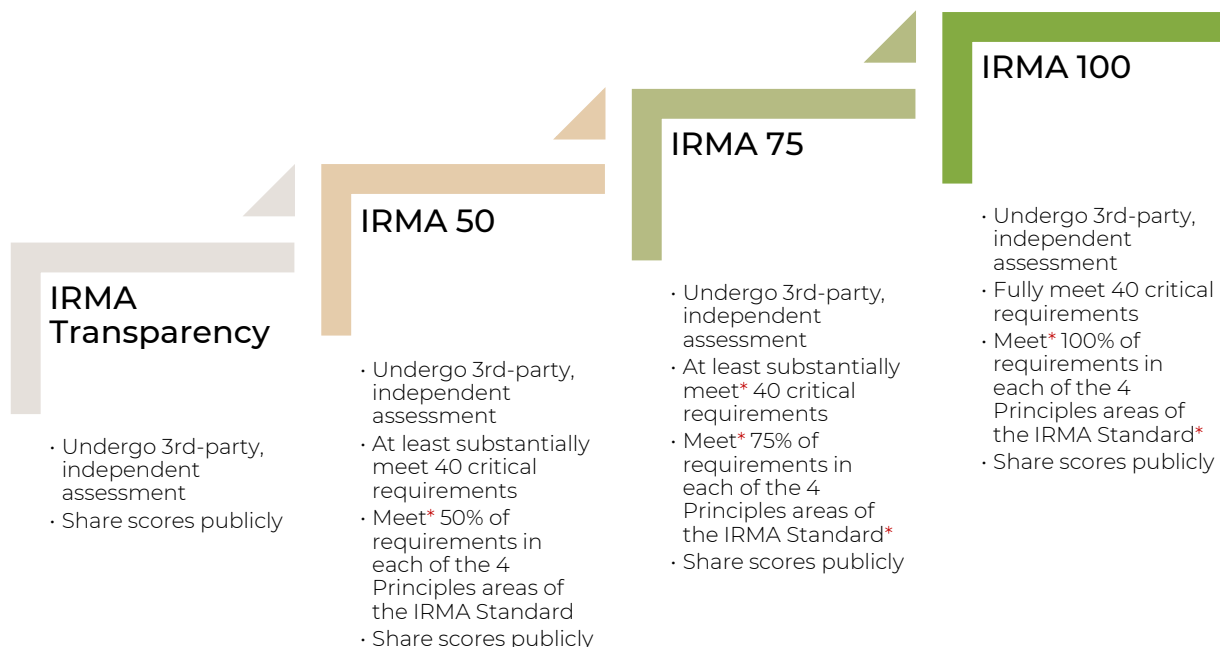 IRMA
Transparency
· Undergo 3rd-party,
independent
assessment
· Share scores publicly
IRMA 50
· Undergo 3rd-party,
independent
assessment
· At least substantially
meet 40 critical
requirements
· Meet* 50% of
requirements in
each of the 4
Principles areas of
the IRMA Standard
· Share scores publicly
IRMA 75
· Undergo 3rd-party,
independent
assessment
· At least substantially
meet* 40 critical
requirements
· Meet* 75% of
requirements in
each of the 4
Principles areas of
the IRMA Standard*
· Share scores publicly
IRMA 100
· Undergo 3rd-party,
independent
assessment
· Fully meet 40 critical
requirements
· Meet* 100% of
requirements in
each of the 4
Principles areas of
the IRMA Standard*
· Share scores publicly